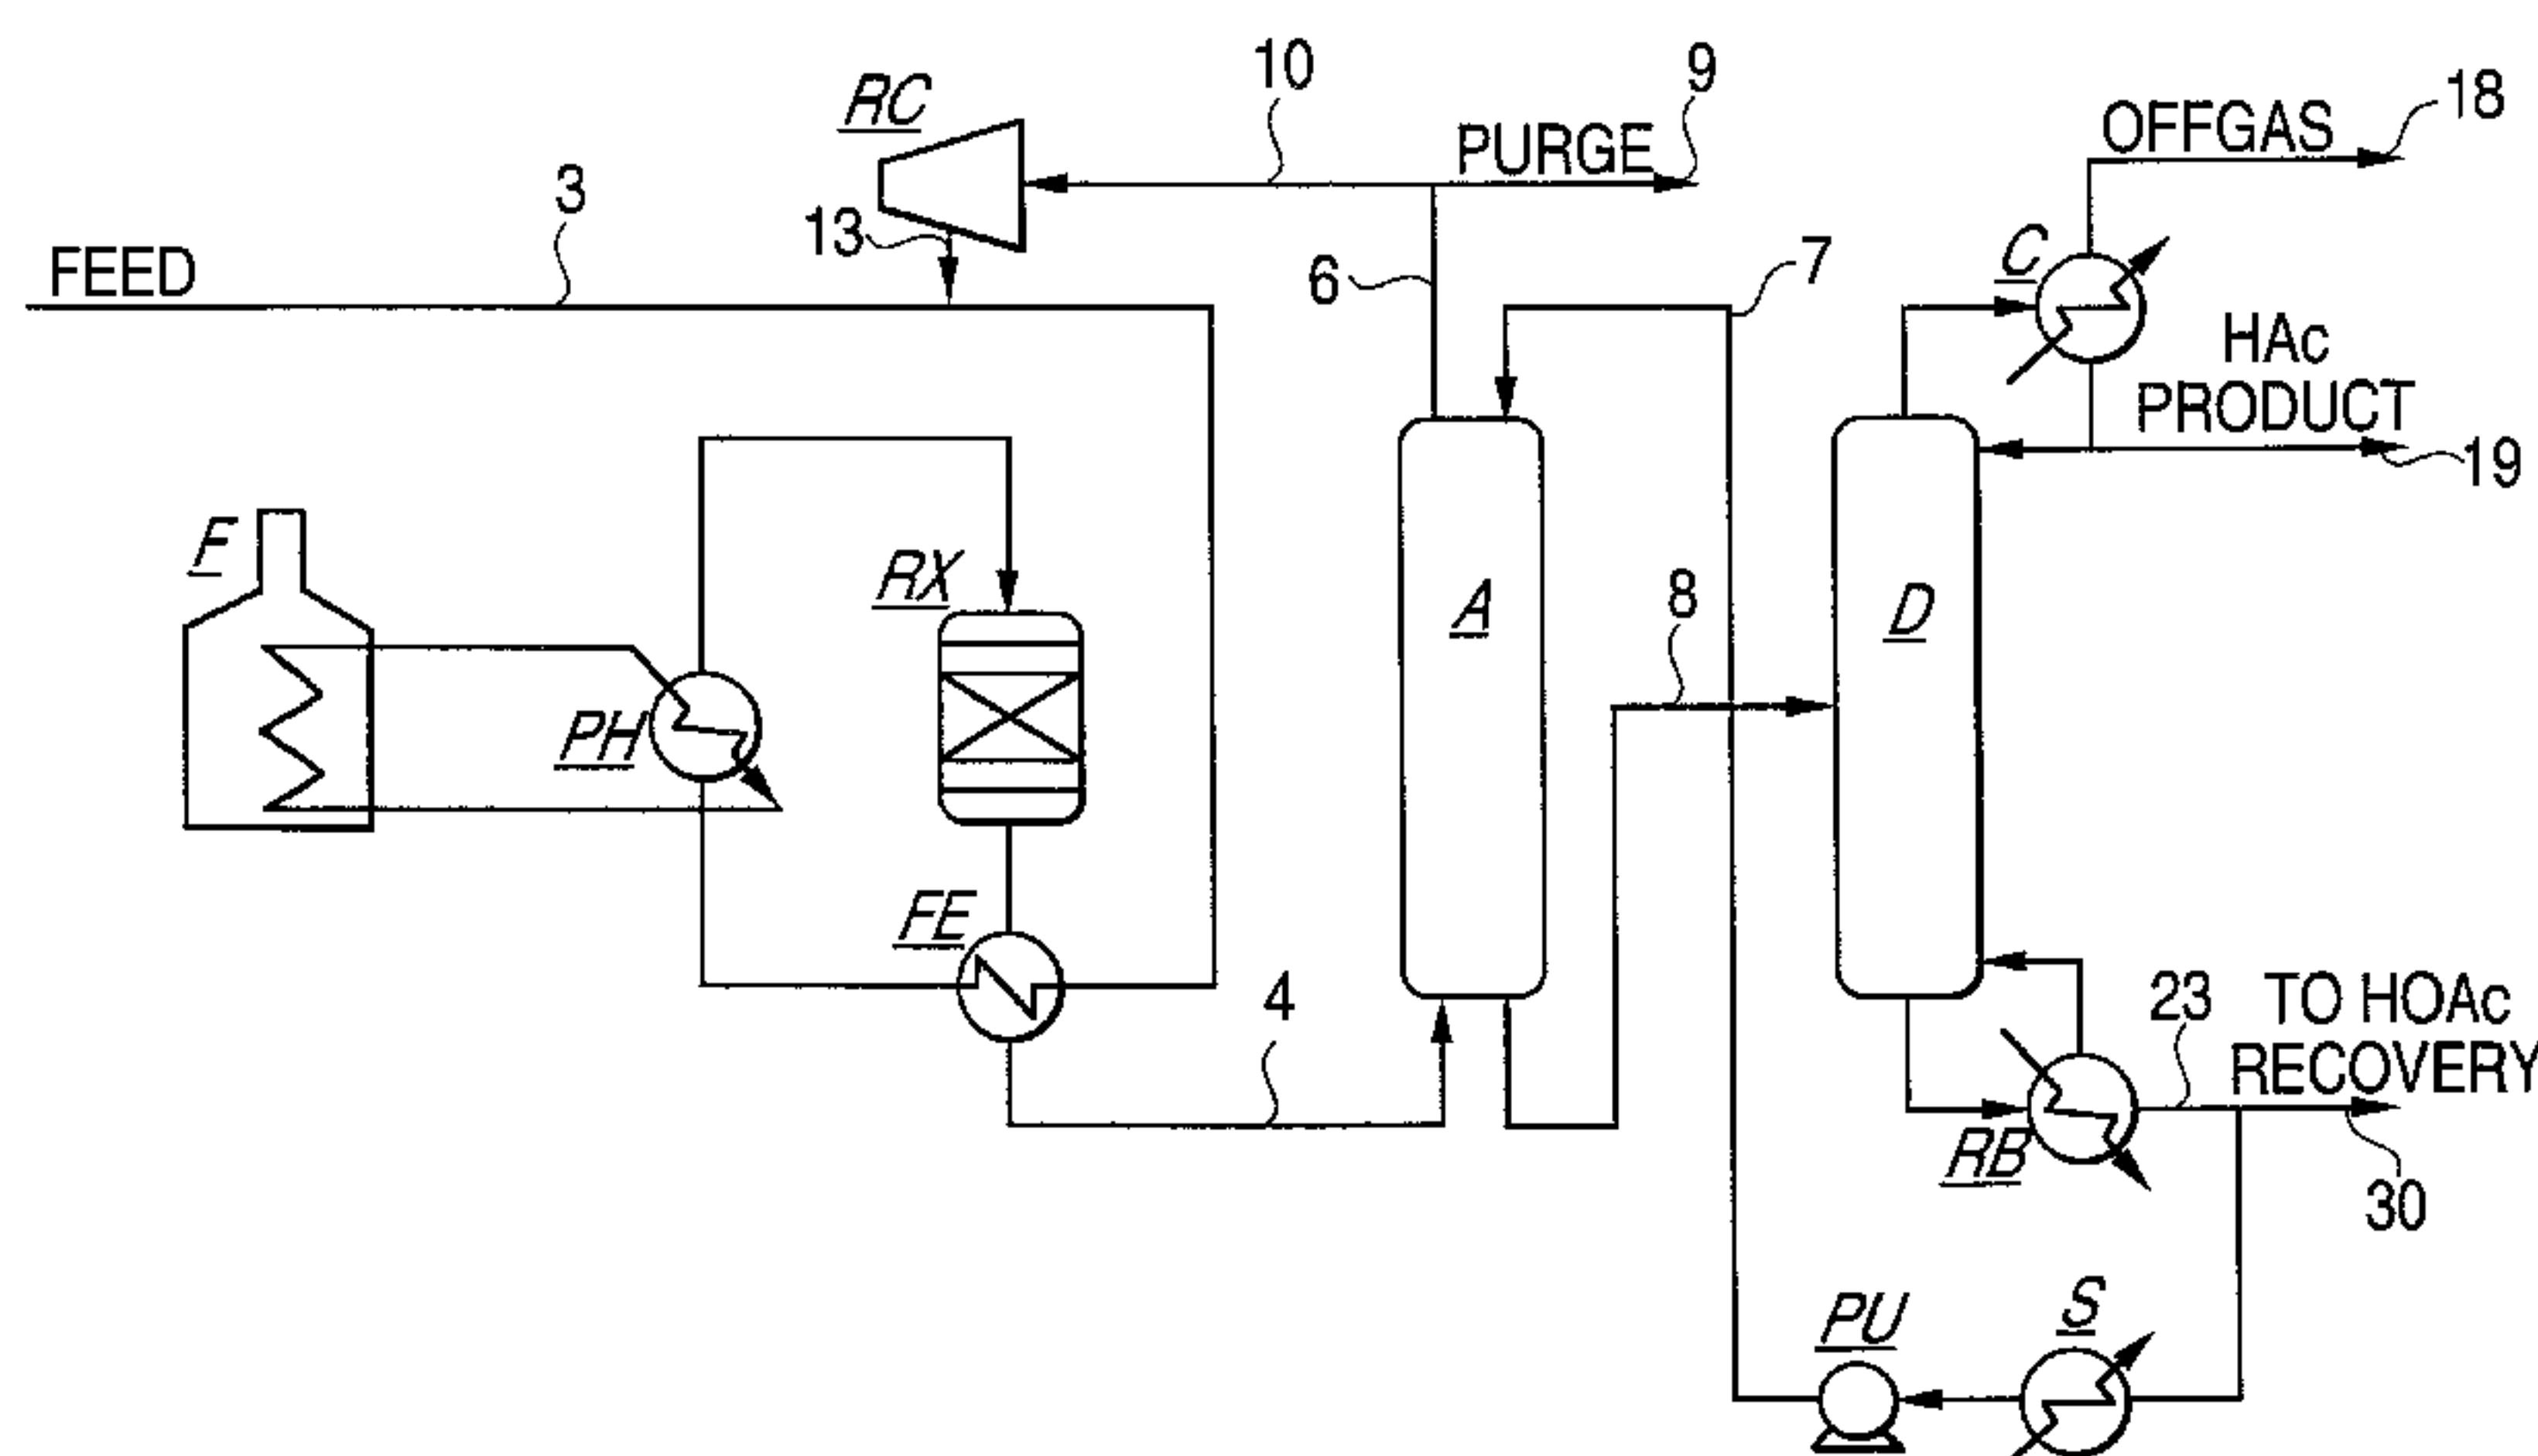 10
9
RC
PURGE
18
OFFGAS
3
13
FEED
6
7
C
HAc
PRODUCT
19
F
RX
8
A
D
PH
FE
4
23
TO HOAc
RECOVERY
RB
30
PU
S